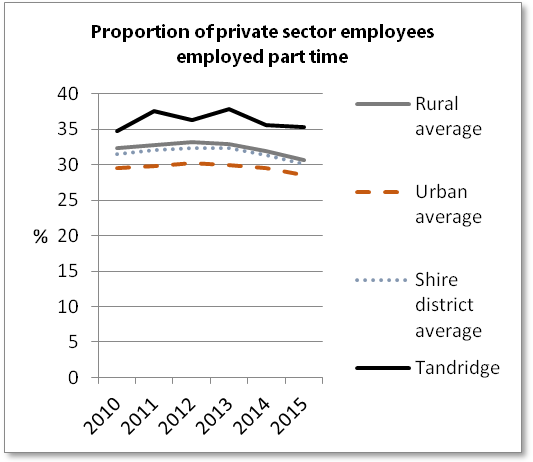 Proportion of private sector employees
employed part time
40
35
30
25
20
15
10
5
0
%
2010
2011
2012
2013
2014
2015
Rural
average
Urban
average
Shire
district
average
Tandridge